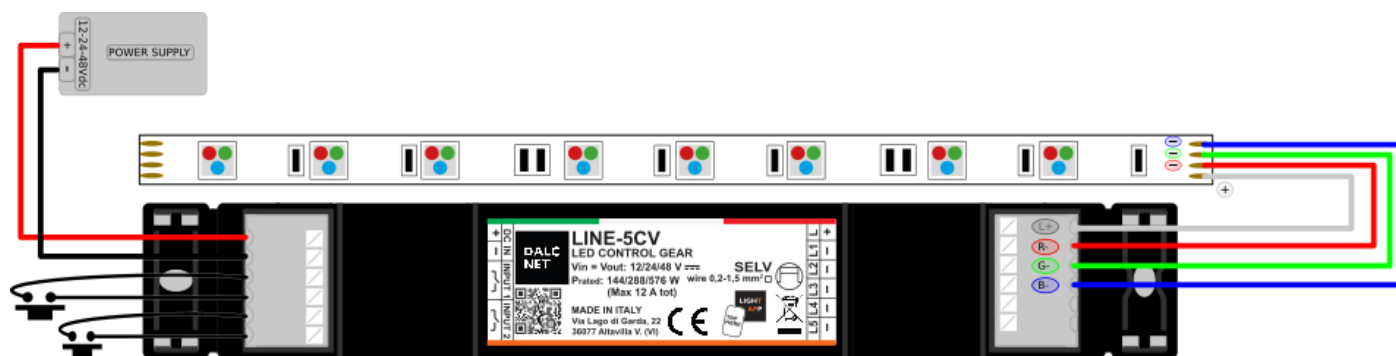 12-24-48Vdc
+
-
POWER SUPPLY
+
L+
R-
G-
B-
+ DC IN -
INPUT 1
INPUT 2
DALC
NET
LINE-5CV
LED CONTROL GEAR
Vin = Vout: 12/24/48 V
Prated: 144/288/576 W
(Max 12 A tot)
SELV
wire 0,2-1,5 mm²
MADE IN ITALY
Via Lago di Garda, 22
36077 Altavilla V. (VI)
CE
LIGHT
APP
L +
L1 -
L2 -
L3 -
L4 -
L5 -